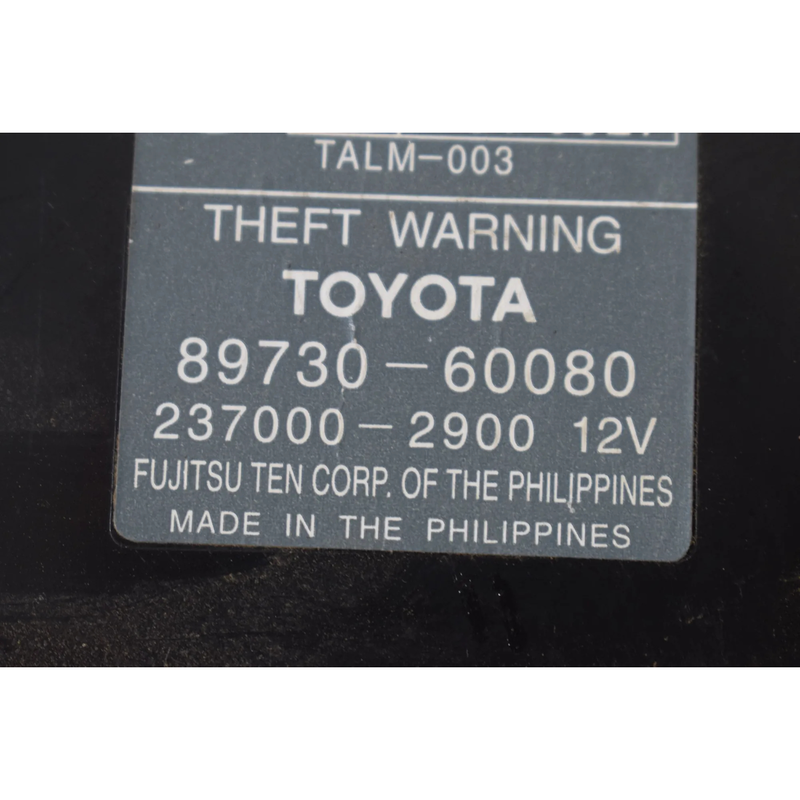 TALM-003
THEFT WARNING
TOYOTA
89730-60080
237000-2900 12V
FUJITSU TEN CORP. OF THE PHILIPPINES
MADE IN THE PHILIPPINES